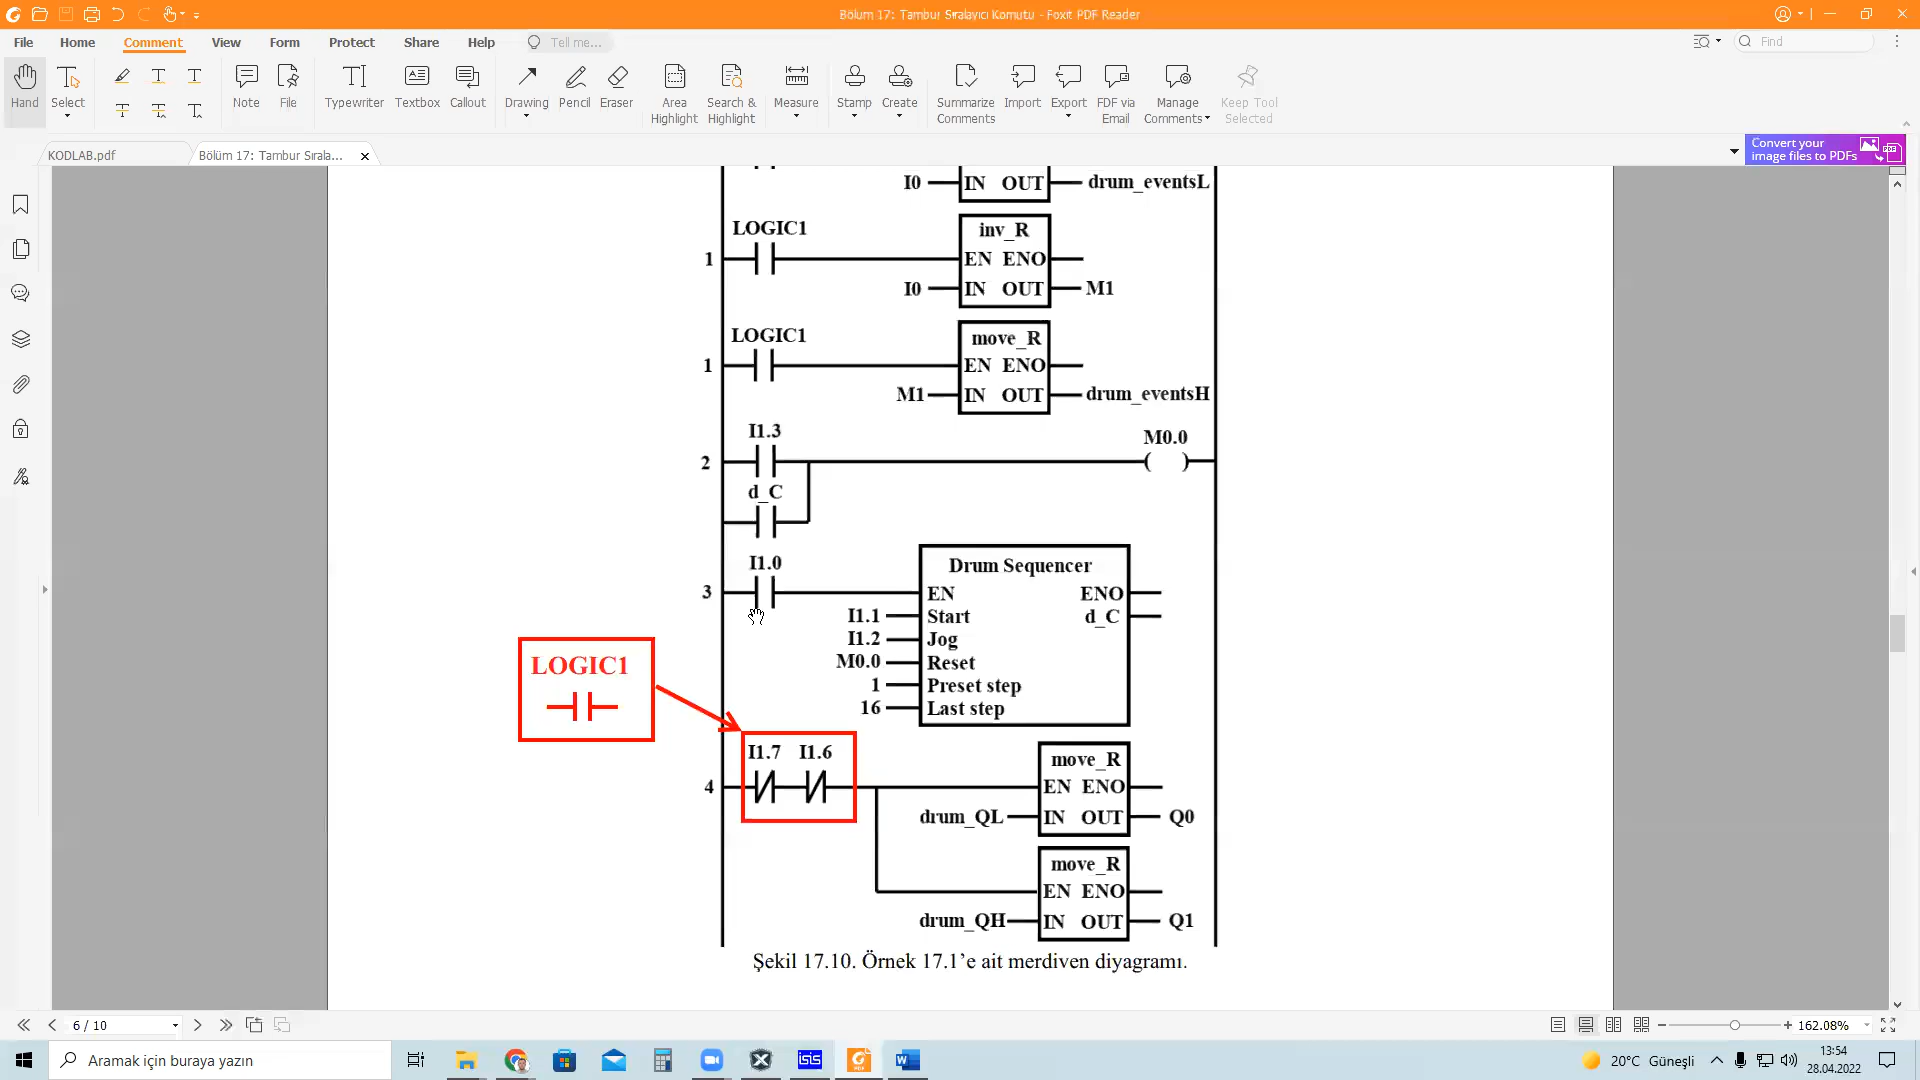 Bölüm 17: Tambur Sıralayıcı Komutu - Foxit PDF Reader
File Home Comment View Form Protect Share Help Tell me... Find
Hand Select Note File Typewriter Textbox Callout Drawing Pencil Eraser Area Highlight Search & Highlight Measure Stamp Create Summarize Comments Import Export FDF via Email Manage Comments Keep Tool Selected
KODLAB.pdf Bölüm 17: Tambur Sırala... Convert your image files to PDFs
I0 IN OUT drum_eventsL
LOGIC1 inv_R
1 EN ENO
I0 IN OUT M1
LOGIC1 move_R
1 EN ENO
M1 IN OUT drum_eventsH
I1.3 M0.0
2 ( )
d_C
I1.0 Drum Sequencer
3 EN ENO
I1.1 Start d_C
I1.2 Jog
M0.0 Reset
1 Preset step
16 Last step
LOGIC1
I1.7 I1.6 move_R
4 EN ENO
drum_QL IN OUT Q0
move_R
EN ENO
drum_QH IN OUT Q1
Şekil 17.10. Örnek 17.1’e ait merdiven diyagramı.
6 / 10 162.08%
Aramak için buraya yazın isis PDF 20°C Güneşli 13:54
28.04.2022